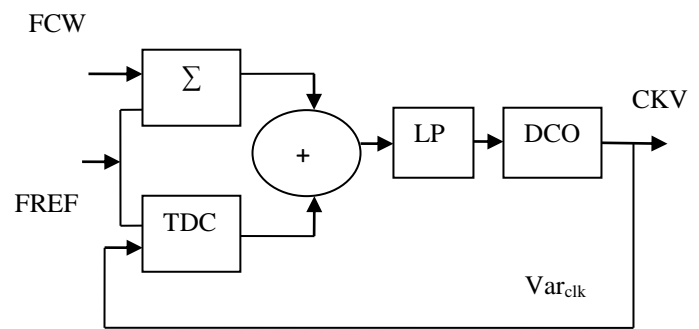 FCW
Σ
CKV
LP
DCO
+
FREF
TDC
Varclk